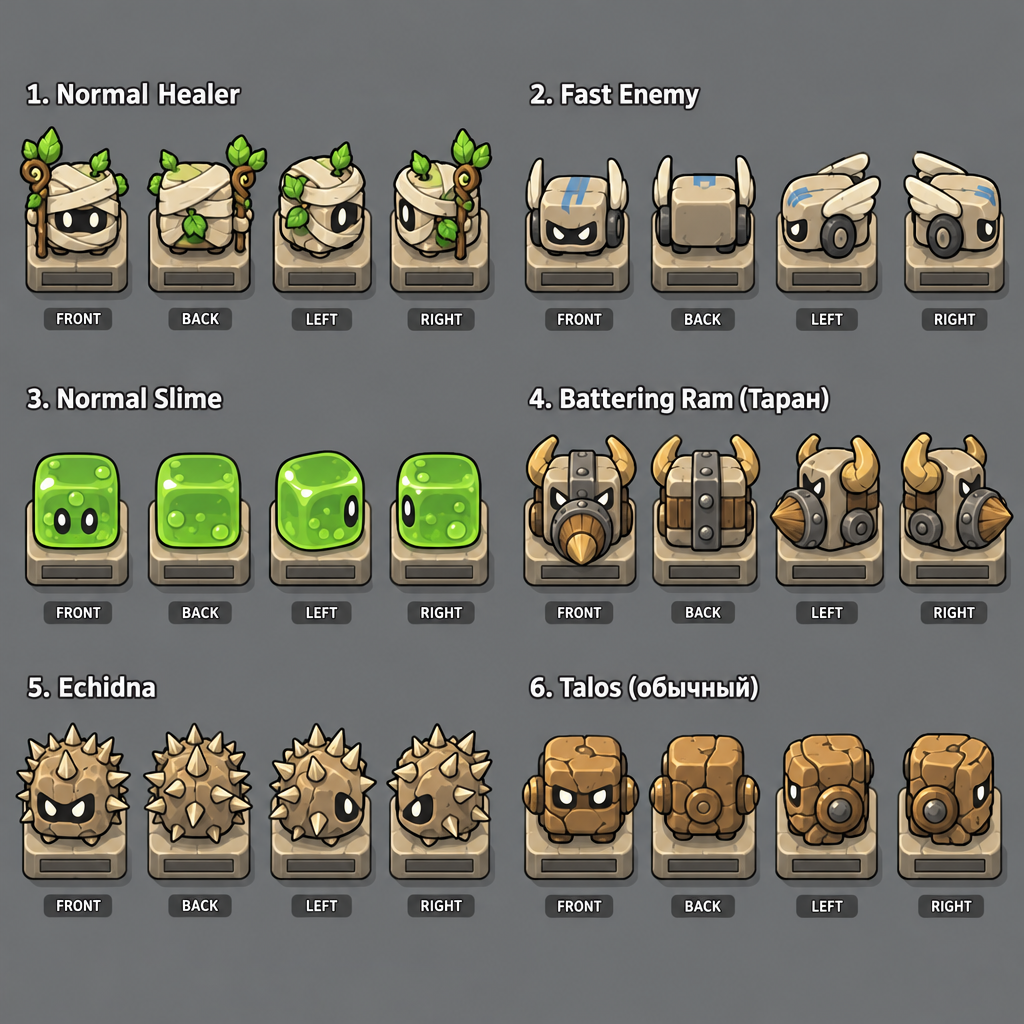 1. Normal Healer
FRONT
BACK
LEFT
RIGHT
2. Fast Enemy
FRONT
BACK
LEFT
RIGHT
3. Normal Slime
FRONT
BACK
LEFT
RIGHT
4. Battering Ram (Таран)
FRONT
BACK
LEFT
RIGHT
5. Echidna
FRONT
BACK
LEFT
RIGHT
6. Talos (обычный)
FRONT
BACK
LEFT
RIGHT